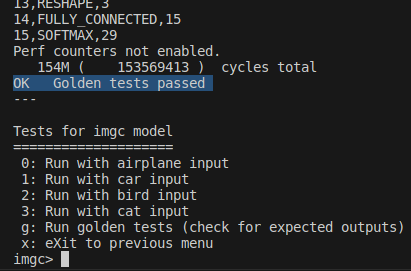 13,RESHAPE,3
14,FULLY_CONNECTED,15
15,SOFTMAX,29
Perf counters not enabled.
   154M (    153569413 )  cycles total
OK   Golden tests passed
---

Tests for imgc model
====================
 0: Run with airplane input
 1: Run with car input
 2: Run with bird input
 3: Run with cat input
 g: Run golden tests (check for expected outputs)
 x: eXit to previous menu
imgc>